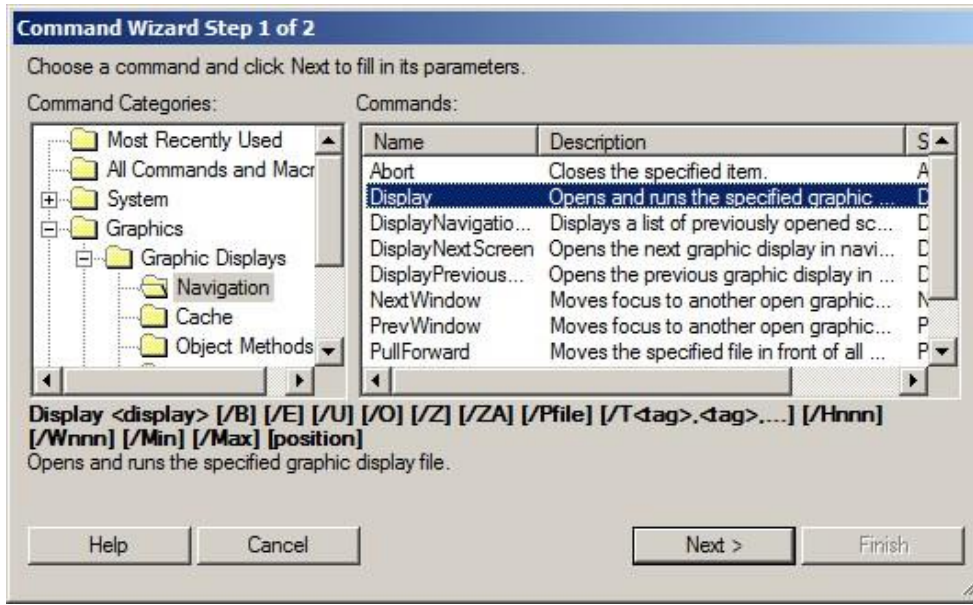 Command Wizard Step 1 of 2
Choose a command and click Next to fill in its parameters.
Command Categories:
Most Recently Used
All Commands and Macr
System
Graphics
Graphic Displays
Navigation
Cache
Object Methods
Commands:
Name Description S
Abort Closes the specified item. A
Display Opens and runs the specified graphic ... D
DisplayNavigatio... Displays a list of previously opened sc... D
DisplayNextScreen Opens the next graphic display in navi... D
DisplayPrevious... Opens the previous graphic display in ... D
NextWindow Moves focus to another open graphic... N
PrevWindow Moves focus to another open graphic... P
PullForward Moves the specified file in front of all ... P
Display <display> [/B] [/E] [/U] [/O] [/Z] [/ZA] [/Pfile] [/T<tag>,<tag>,...] [/Hnnn]
[/Wnnn] [/Min] [/Max] [position]
Opens and runs the specified graphic display file.
Help Cancel Next > Finish